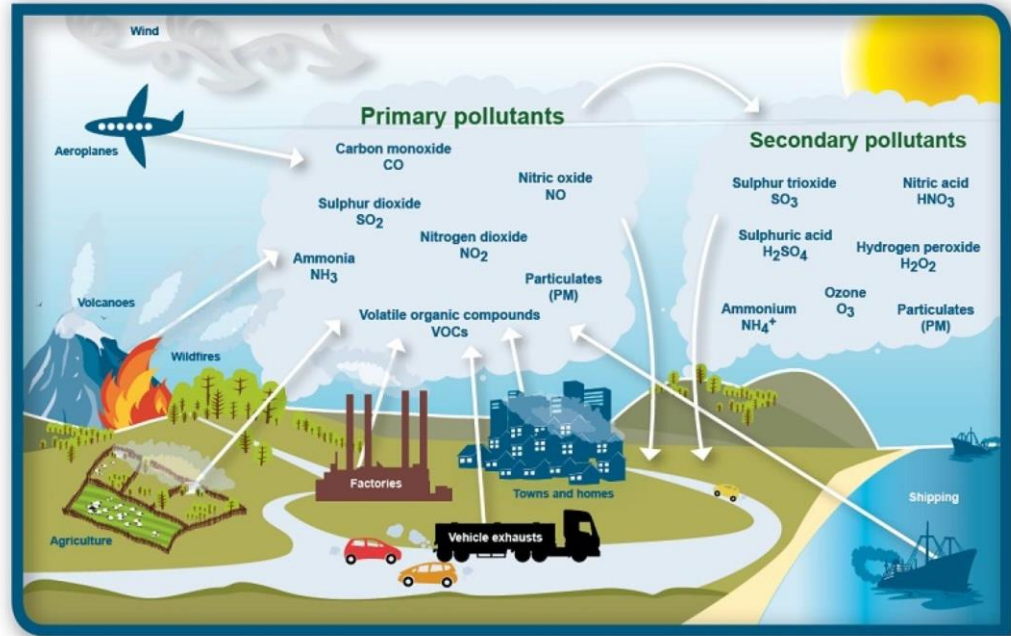 Wind
Aeroplanes
Primary pollutants
Carbon monoxide
CO
Nitric oxide
NO
Sulphur dioxide
SO₂
Nitrogen dioxide
NO₂
Ammonia
NH₃
Particulates
(PM)
Volatile organic compounds
VOCs
Secondary pollutants
Sulphur trioxide
SO₃
Nitric acid
HNO₃
Sulphuric acid
H₂SO₄
Hydrogen peroxide
H₂O₂
Ammonium
NH₄⁺
Ozone
O₃
Particulates
(PM)
Volcanoes
Wildfires
Agriculture
Factories
Towns and homes
Vehicle exhausts
Shipping